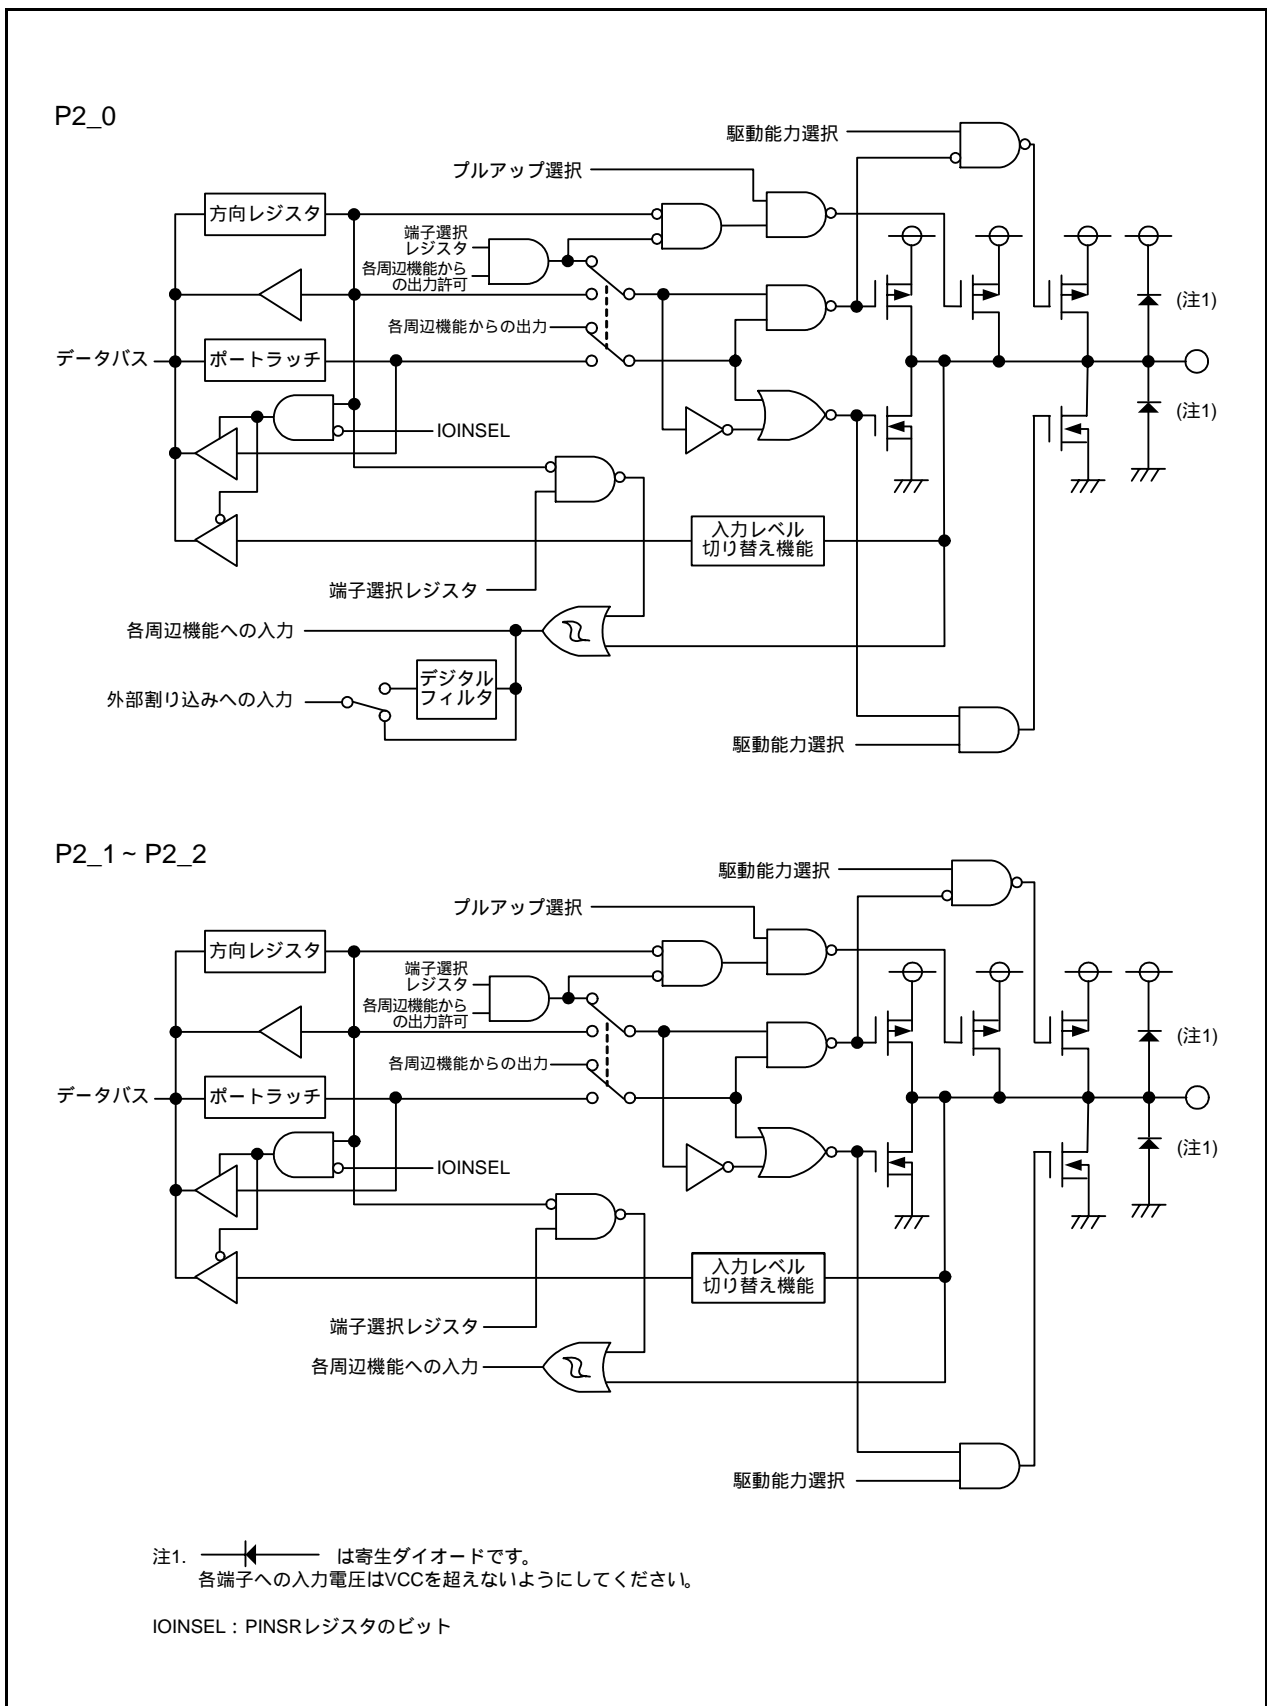 P2_0
駆動能力選択
プルアップ選択
方向レジスタ
端子選択
レジスタ
各周辺機能から
の出力許可
(注1)
各周辺機能からの出力
データバス
ポートラッチ
(注1)
IOINSEL
入力レベル
切り替え機能
端子選択レジスタ
各周辺機能への入力
デジタル
フィルタ
外部割り込みへの入力
駆動能力選択
P2_1 ~ P2_2
駆動能力選択
プルアップ選択
方向レジスタ
端子選択
レジスタ
各周辺機能から
の出力許可
(注1)
各周辺機能からの出力
データバス
ポートラッチ
(注1)
IOINSEL
入力レベル
切り替え機能
端子選択レジスタ
各周辺機能への入力
駆動能力選択
注1. は寄生ダイオードです。
各端子への入力電圧はVCCを超えないようにしてください。
IOINSEL：PINSRレジスタのビット